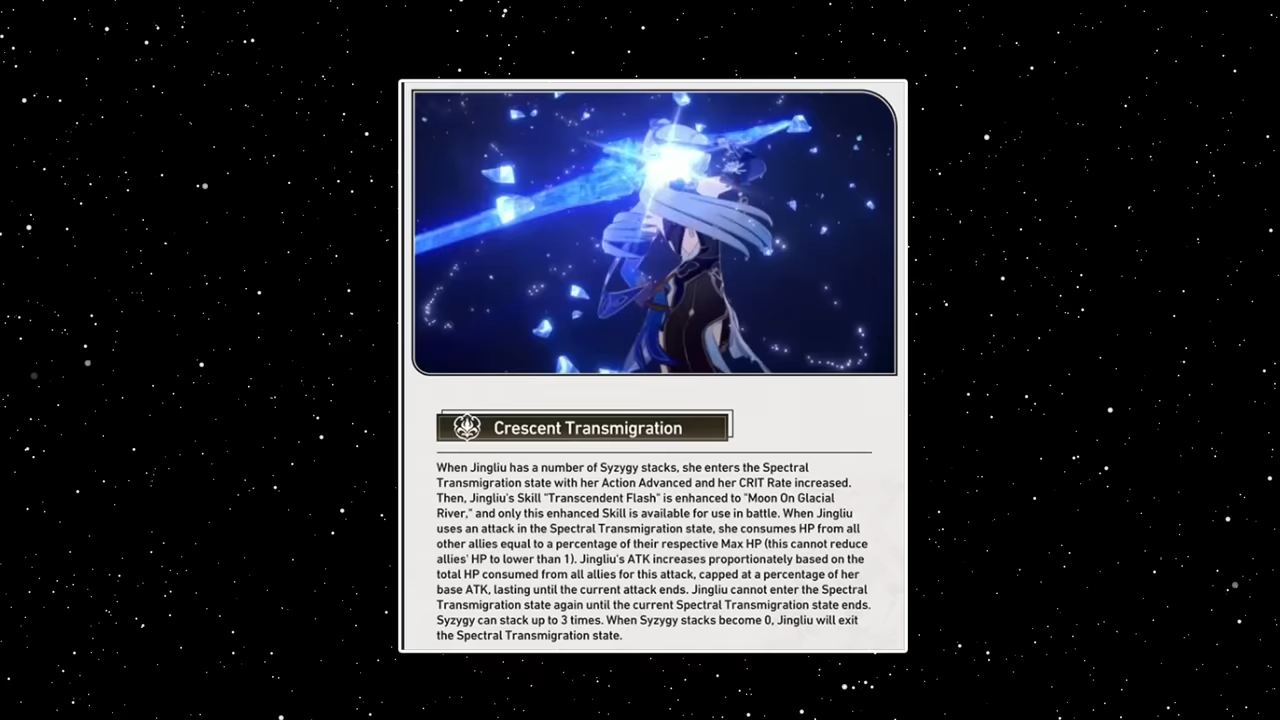 Crescent Transmigration
When Jingliu has a number of Syzygy stacks, she enters the Spectral
Transmigration state with her Action Advanced and her CRIT Rate increased.
Then, Jingliu's Skill "Transcendent Flash" is enhanced to "Moon On Glacial
River," and only this enhanced Skill is available for use in battle. When Jingliu
uses an attack in the Spectral Transmigration state, she consumes HP from all
other allies equal to a percentage of their respective Max HP (this cannot reduce
allies' HP to lower than 1). Jingliu's ATK increases proportionately based on the
total HP consumed from all allies for this attack, capped at a percentage of her
base ATK, lasting until the current attack ends. Jingliu cannot enter the Spectral
Transmigration state again until the current Spectral Transmigration state ends.
Syzygy can stack up to 3 times. When Syzygy stacks become 0, Jingliu will exit
the Spectral Transmigration state.